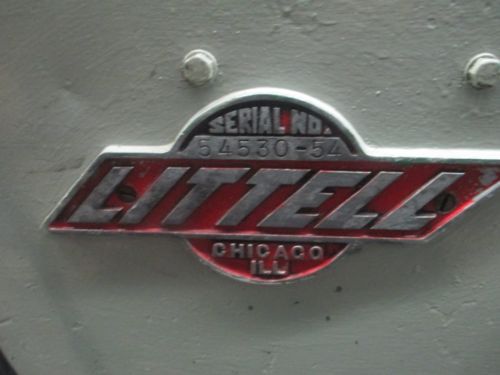 SERIAL NO.
54530-54
LITTELL
CHICAGO
ILL